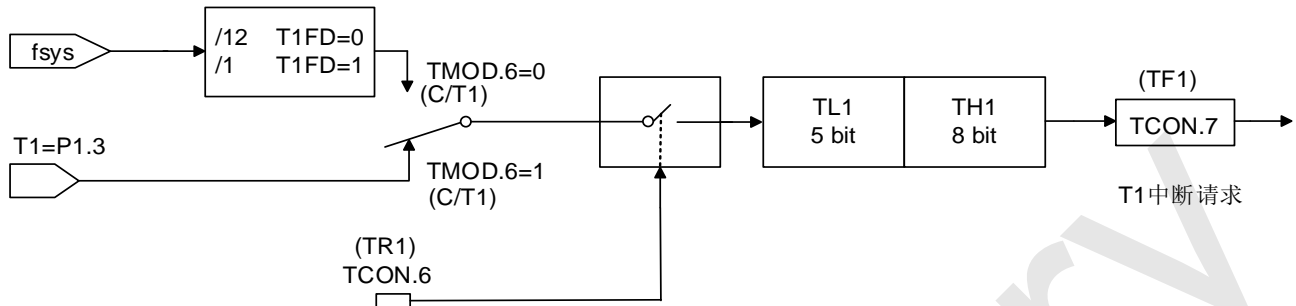 fsys
/12 T1FD=0
/1 T1FD=1
TMOD.6=0
(C/T1)
T1=P1.3
TMOD.6=1
(C/T1)
(TR1)
TCON.6
TL1
5 bit
TH1
8 bit
(TF1)
TCON.7
T1中断请求